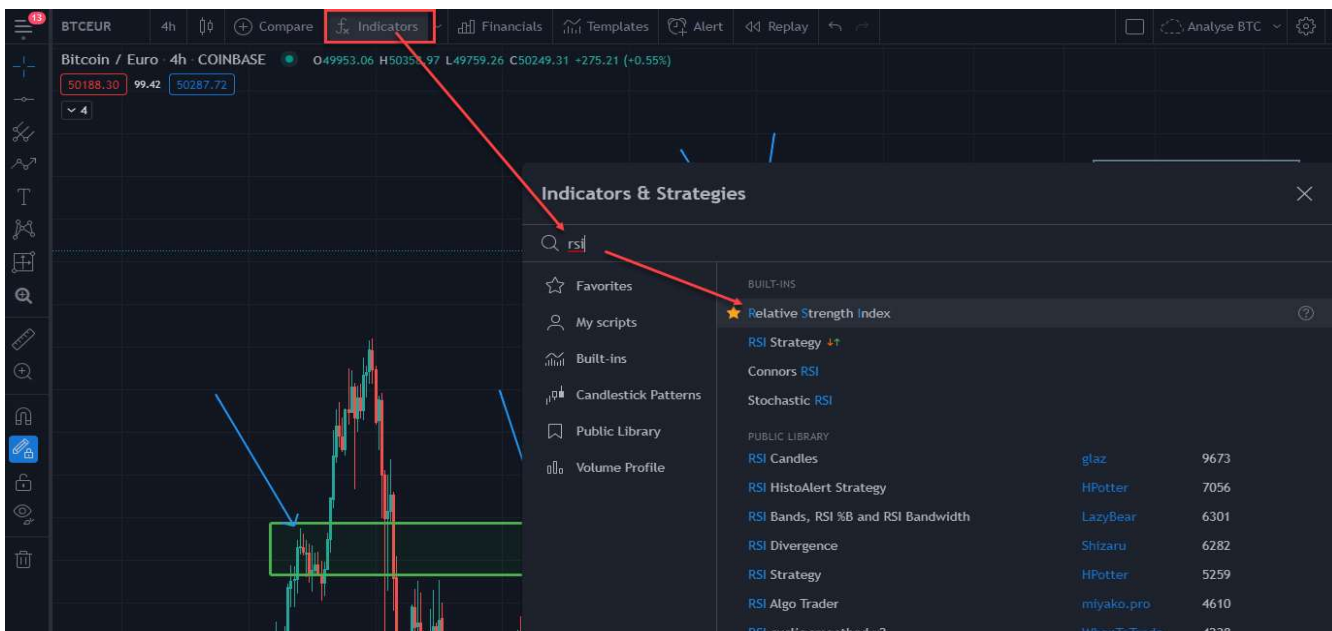 13
BTCEUR 4h Compare fx Indicators Financials Templates Alert Replay Analyse BTC
Bitcoin / Euro · 4h · COINBASE O49953.06 H50358.97 L49759.26 C50249.31 +275.21 (+0.55%)
50188.30 99.42 50287.72
4
Indicators & Strategies
rsi
Favorites
My scripts
Built-ins
Candlestick Patterns
Public Library
Volume Profile
BUILT-INS
Relative Strength Index
RSI Strategy
Connors RSI
Stochastic RSI
PUBLIC LIBRARY
RSI Candles glaz 9673
RSI HistoAlert Strategy HPotter 7056
RSI Bands, RSI %B and RSI Bandwidth LazyBear 6301
RSI Divergence Shizaru 6282
RSI Strategy HPotter 5259
RSI Algo Trader miyako.pro 4610